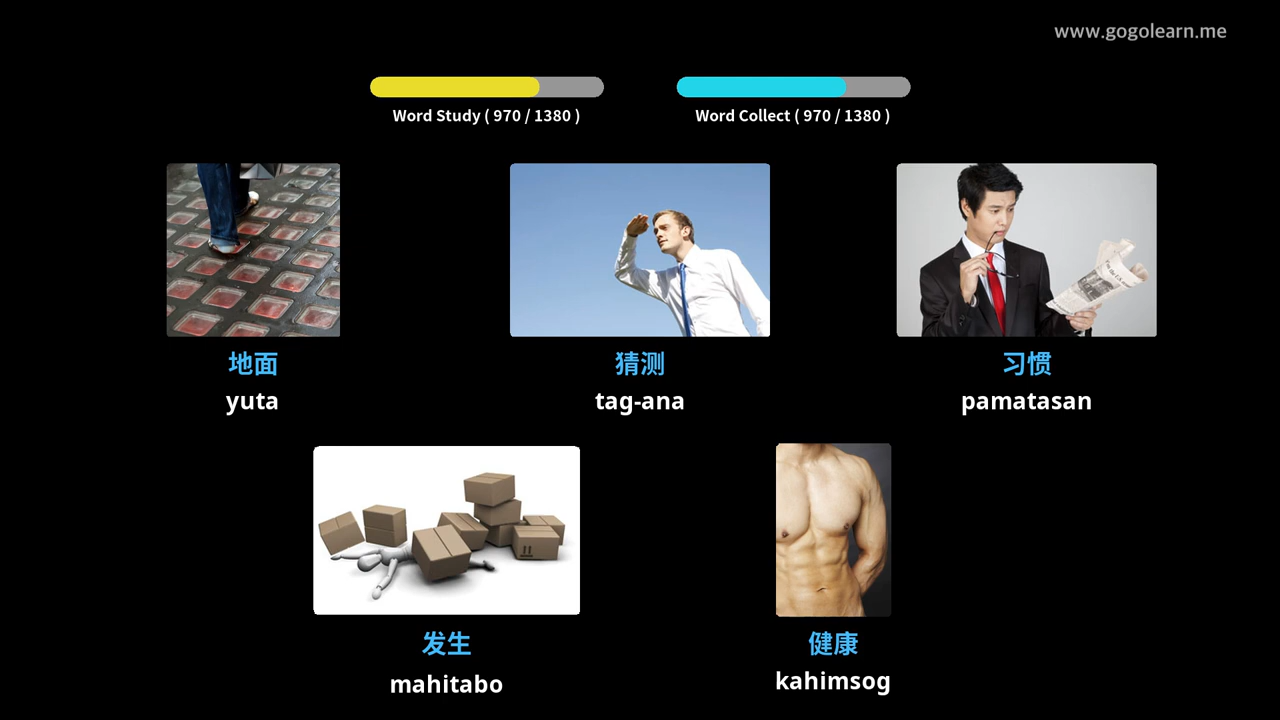 www.gogolearn.me
Word Study ( 970 / 1380 )
Word Collect ( 970 / 1380 )
地面
yuta
猜测
tag-ana
习惯
pamatasan
发生
mahitabo
健康
kahimsog